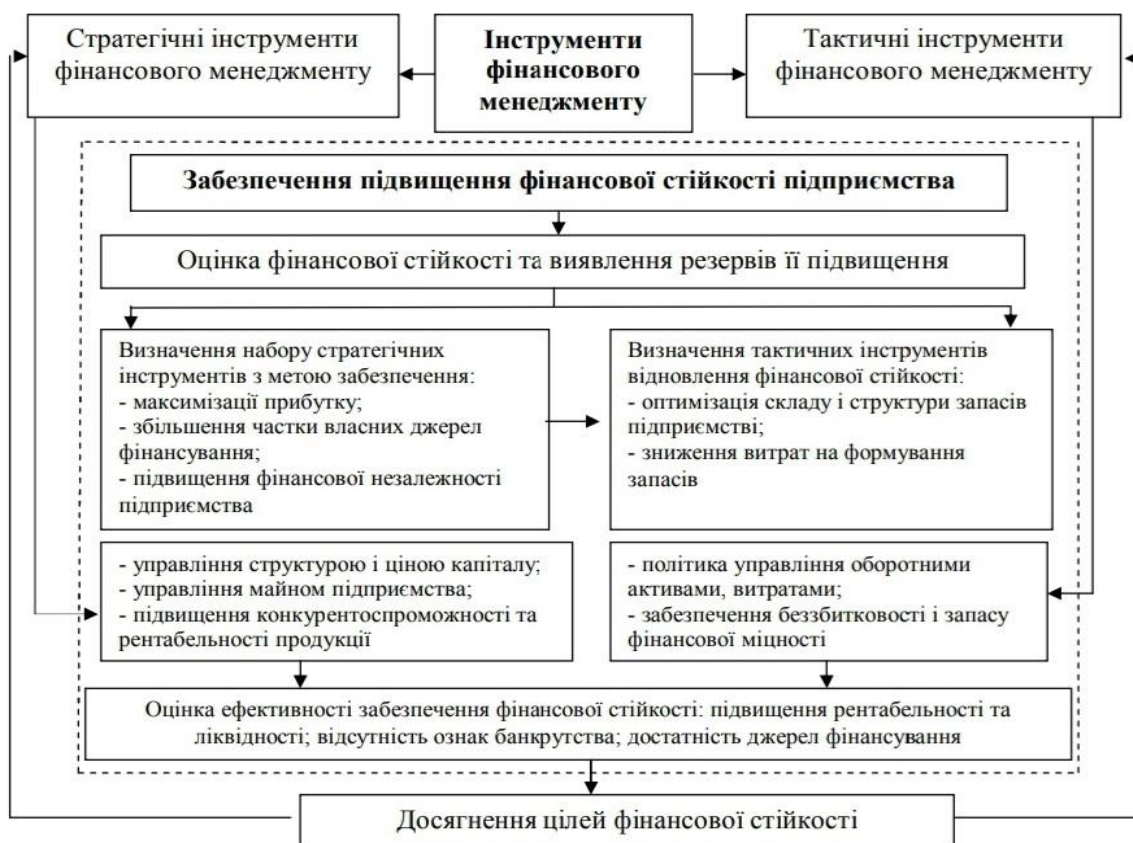 Стратегічні інструменти
фінансового менеджменту
Інструменти
фінансового
менеджменту
Тактичні інструменти
фінансового менеджменту
Забезпечення підвищення фінансової стійкості підприємства
Оцінка фінансової стійкості та виявлення резервів її підвищення
Визначення набору стратегічних
інструментів з метою забезпечення:
- максимізації прибутку;
- збільшення частки власних джерел
фінансування;
- підвищення фінансової незалежності
підприємства
Визначення тактичних інструментів
відновлення фінансової стійкості:
- оптимізація складу і структури запасів
підприємстві;
- зниження витрат на формування
запасів
- управління структурою і ціною капіталу;
- управління майном підприємства;
- підвищення конкурентоспроможності та
рентабельності продукції
- політика управління оборотними
активами, витратами;
- забезпечення беззбитковості і запасу
фінансової міцності
Оцінка ефективності забезпечення фінансової стійкості: підвищення рентабельності та
ліквідності; відсутність ознак банкрутства; достатність джерел фінансування
Досягнення цілей фінансової стійкості